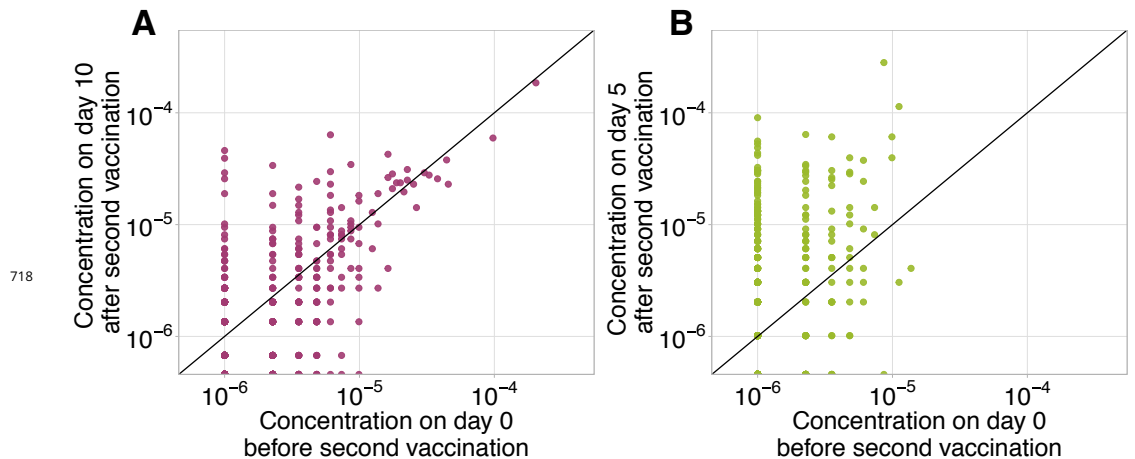 A
B
Concentration on day 10
after second vaccination
10−4
10−5
10−6
10−6
10−5
10−4
Concentration on day 0
before second vaccination
Concentration on day 5
after second vaccination
10−4
10−5
10−6
10−6
10−5
10−4
Concentration on day 0
before second vaccination
718